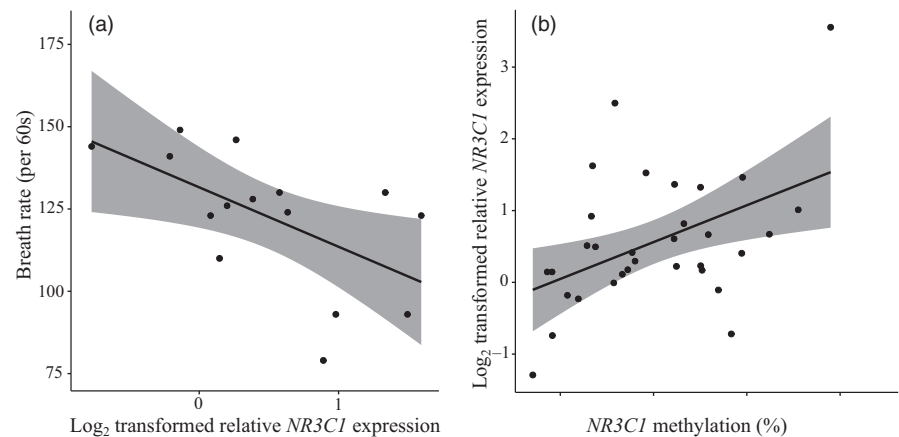 (a)
175
150
125
100
75
Breath rate (per 60s)
0 1
Log₂ transformed relative NR3C1 expression
(b)
3
2
1
0
−1
Log₂ transformed relative NR3C1 expression
NR3C1 methylation (%)